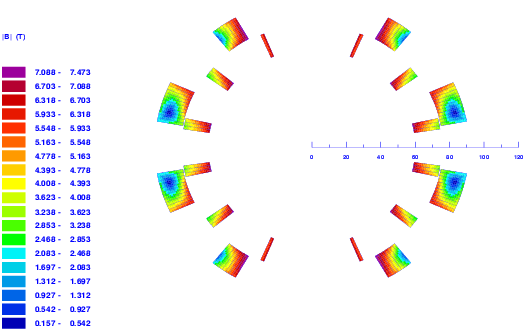 |B| (T)
7.088 - 7.473
6.703 - 7.088
6.318 - 6.703
5.933 - 6.318
5.548 - 5.933
5.163 - 5.548
4.778 - 5.163
4.393 - 4.778
4.008 - 4.393
3.623 - 4.008
3.238 - 3.623
2.853 - 3.238
2.468 - 2.853
2.083 - 2.468
1.697 - 2.083
1.312 - 1.697
0.927 - 1.312
0.542 - 0.927
0.157 - 0.542
0 20 40 60 80 100 120